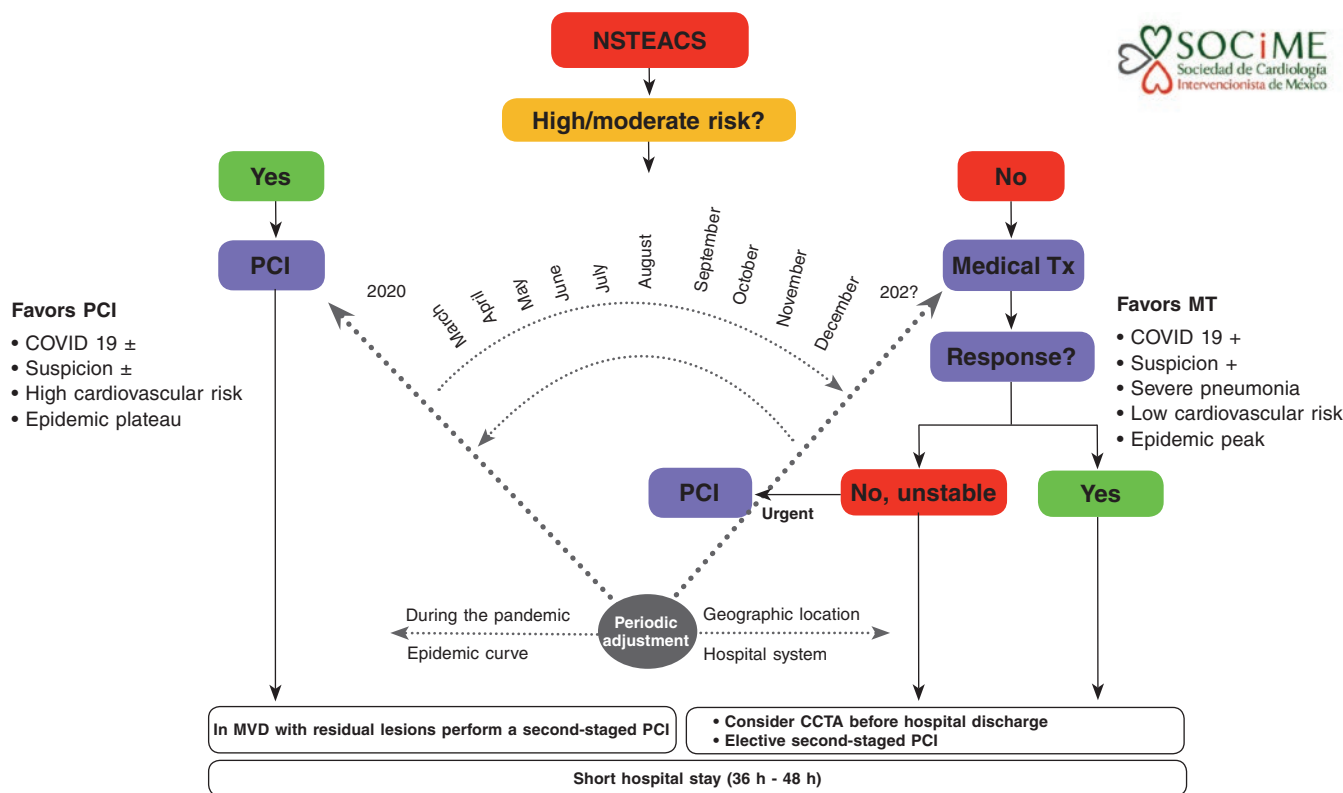 NSTEACS
SOCiME
Sociedad de Cardiología
Intervencionista de México
High/moderate risk?
Yes
No
PCI
Medical Tx
2020
March
April
May
June
July
August
September
October
November
December
202?
Favors PCI
• COVID 19 ±
• Suspicion ±
• High cardiovascular risk
• Epidemic plateau
Response?
Favors MT
• COVID 19 +
• Suspicion +
• Severe pneumonia
• Low cardiovascular risk
• Epidemic peak
PCI
Urgent
No, unstable
Yes
During the pandemic
Epidemic curve
Periodic
adjustment
Geographic location
Hospital system
In MVD with residual lesions perform a second-staged PCI
• Consider CCTA before hospital discharge
• Elective second-staged PCI
Short hospital stay (36 h - 48 h)